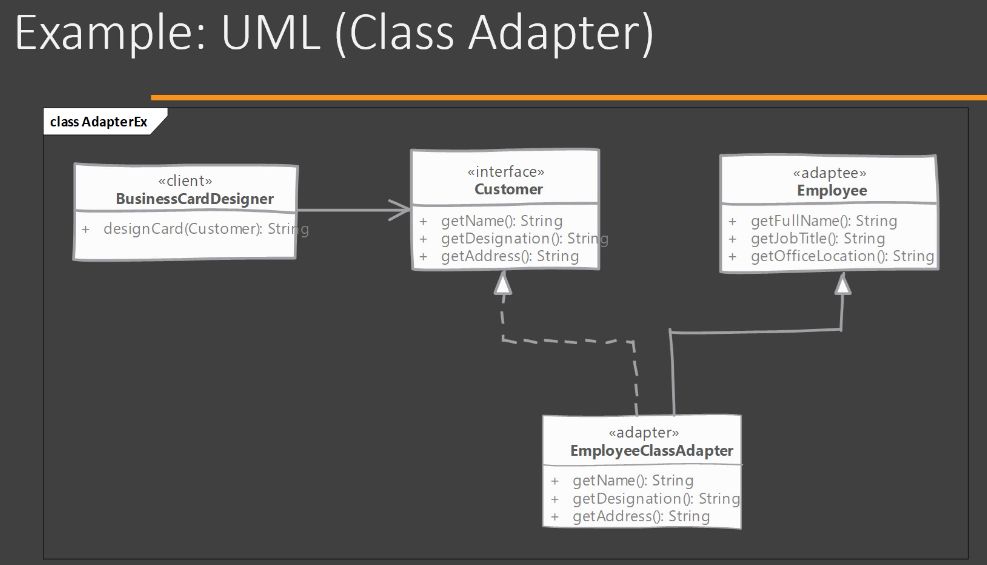 Example: UML (Class Adapter)
class AdapterEx
«client»
BusinessCardDesigner
+ designCard(Customer): String
«interface»
Customer
+ getName(): String
+ getDesignation(): String
+ getAddress(): String
«adaptee»
Employee
+ getFullName(): String
+ getJobTitle(): String
+ getOfficeLocation(): String
«adapter»
EmployeeClassAdapter
+ getName(): String
+ getDesignation(): String
+ getAddress(): String